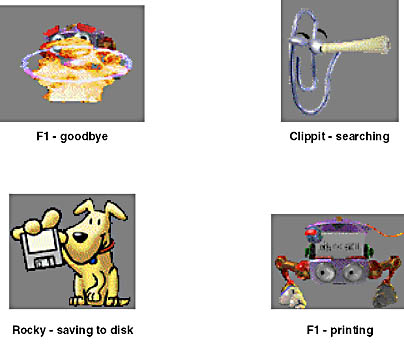 F1 - goodbye
Clippit - searching
Rocky - saving to disk
F1 - printing